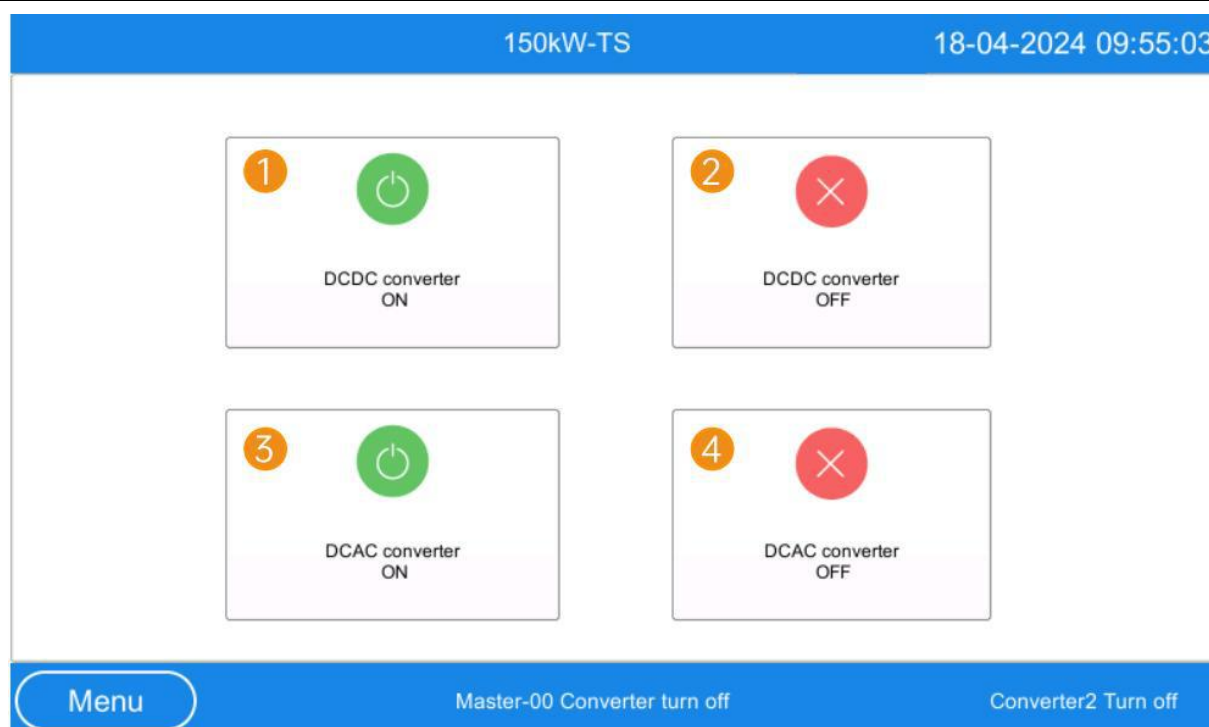 150kW-TS 18-04-2024 09:55:03
1 2
DCDC converter DCDC converter
ON OFF
3 4
DCAC converter DCAC converter
ON OFF
Menu Master-00 Converter turn off Converter2 Turn off